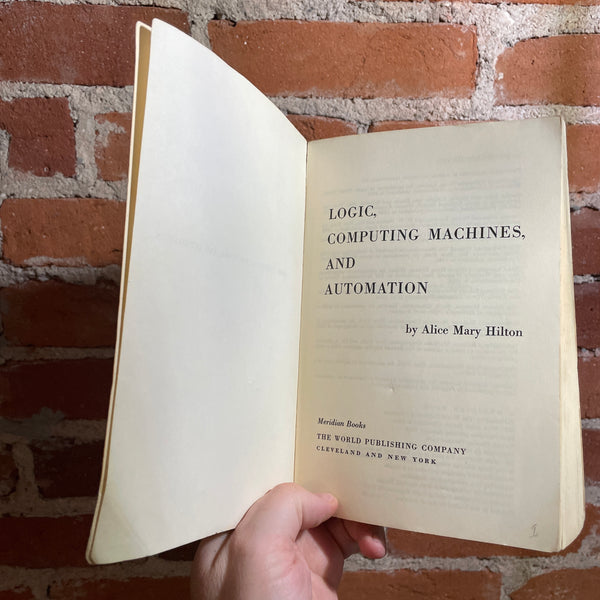 LOGIC,
COMPUTING MACHINES,
AND
AUTOMATION
by Alice Mary Hilton
Meridian Books
THE WORLD PUBLISHING COMPANY
CLEVELAND AND NEW YORK